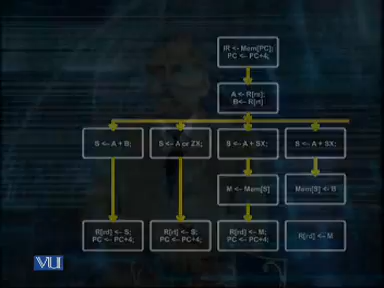 IR <- Mem[PC];
PC <- PC+4;
A <- R[rs];
B<- R[rt]
S <- A + B;
S <- A or ZX;
S <- A + SX;
S <- A + SX;
M <- Mem[S]
Mem[S] <- B
R[rd] <- S;
PC <- PC+4;
R[rt] <- S;
PC <- PC+4;
R[rd] <- M;
PC <- PC+4;
R[rd] <- M
VU